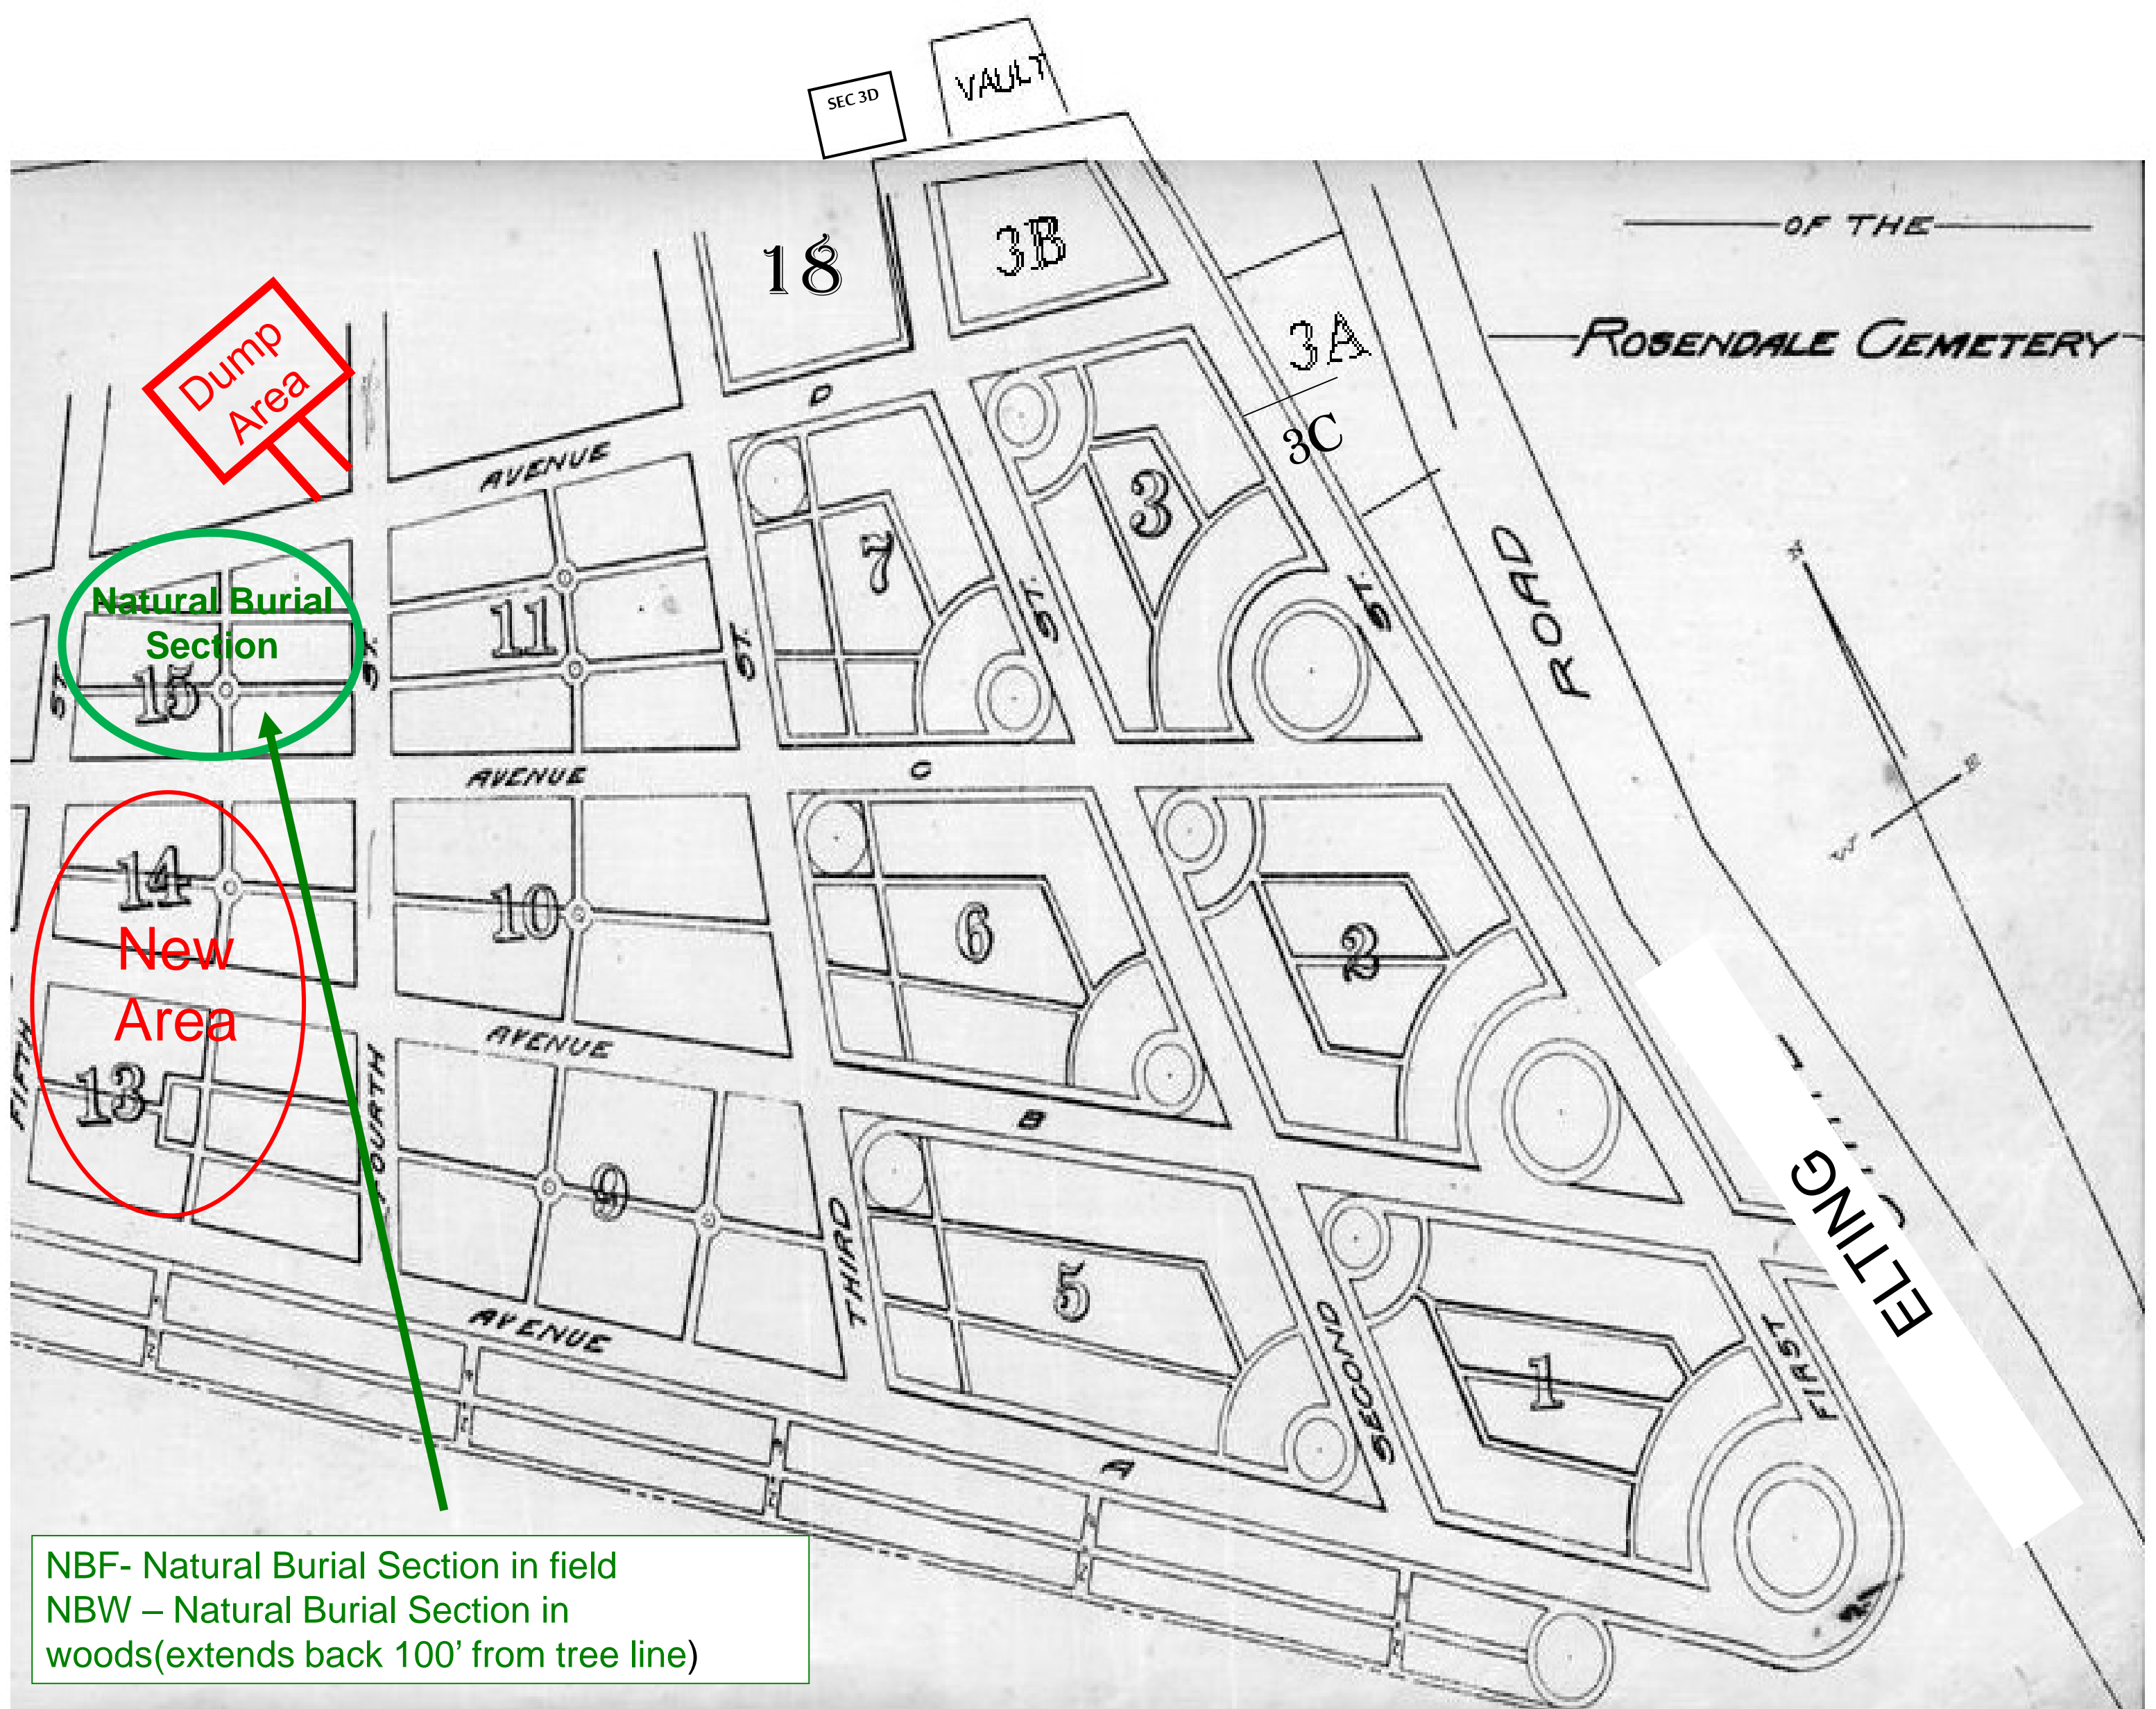 VAULT
SEC 3D
OF THE
ROSENDALE CEMETERY
18
3B
3A
3C
Dump
Area
D
AVENUE
3
7
ST.
ST.
ROAD
Natural Burial
Section
11
ST.
ST.
ST.
15
AVENUE
C
N
E
W
14
10
6
2
New
Area
AVENUE
B
13
FIFTH
FOURTH
9
THIRD
5
SECOND
1
FIRST
ELTING
AVENUE
A
NBF- Natural Burial Section in field
NBW – Natural Burial Section in
woods(extends back 100’ from tree line)